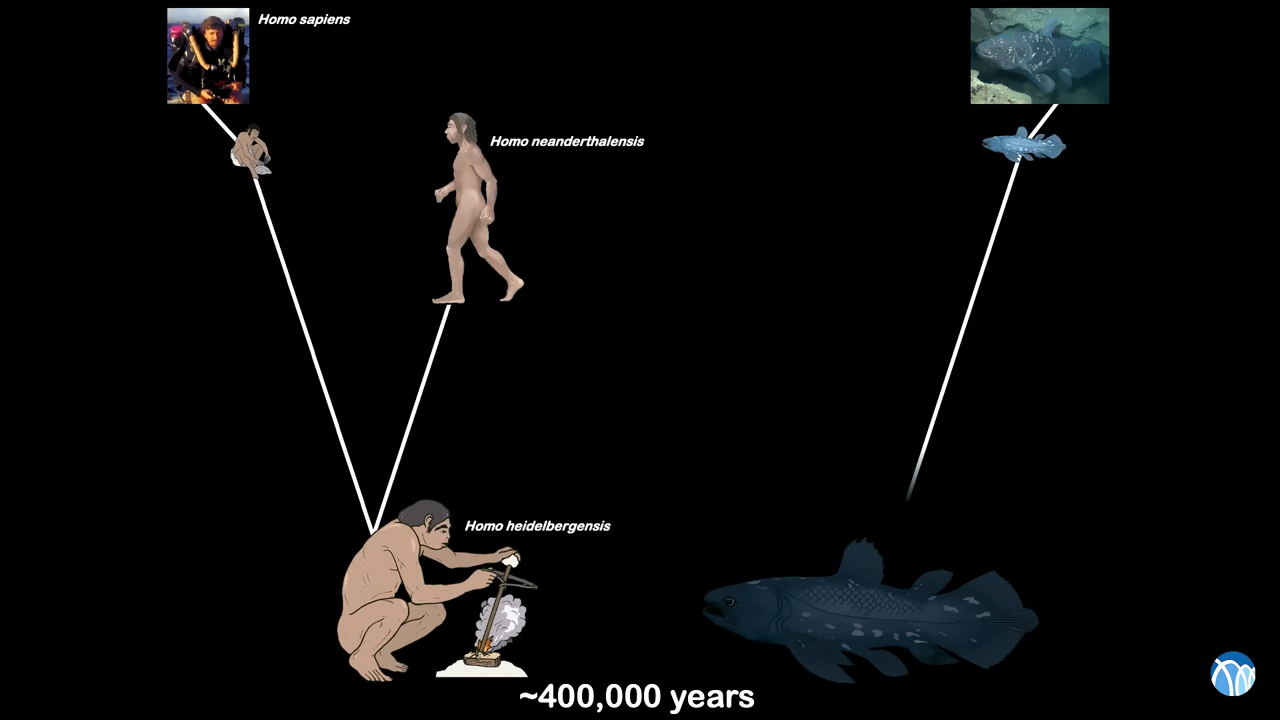 Homo sapiens
Homo neanderthalensis
Homo heidelbergensis
~400,000 years